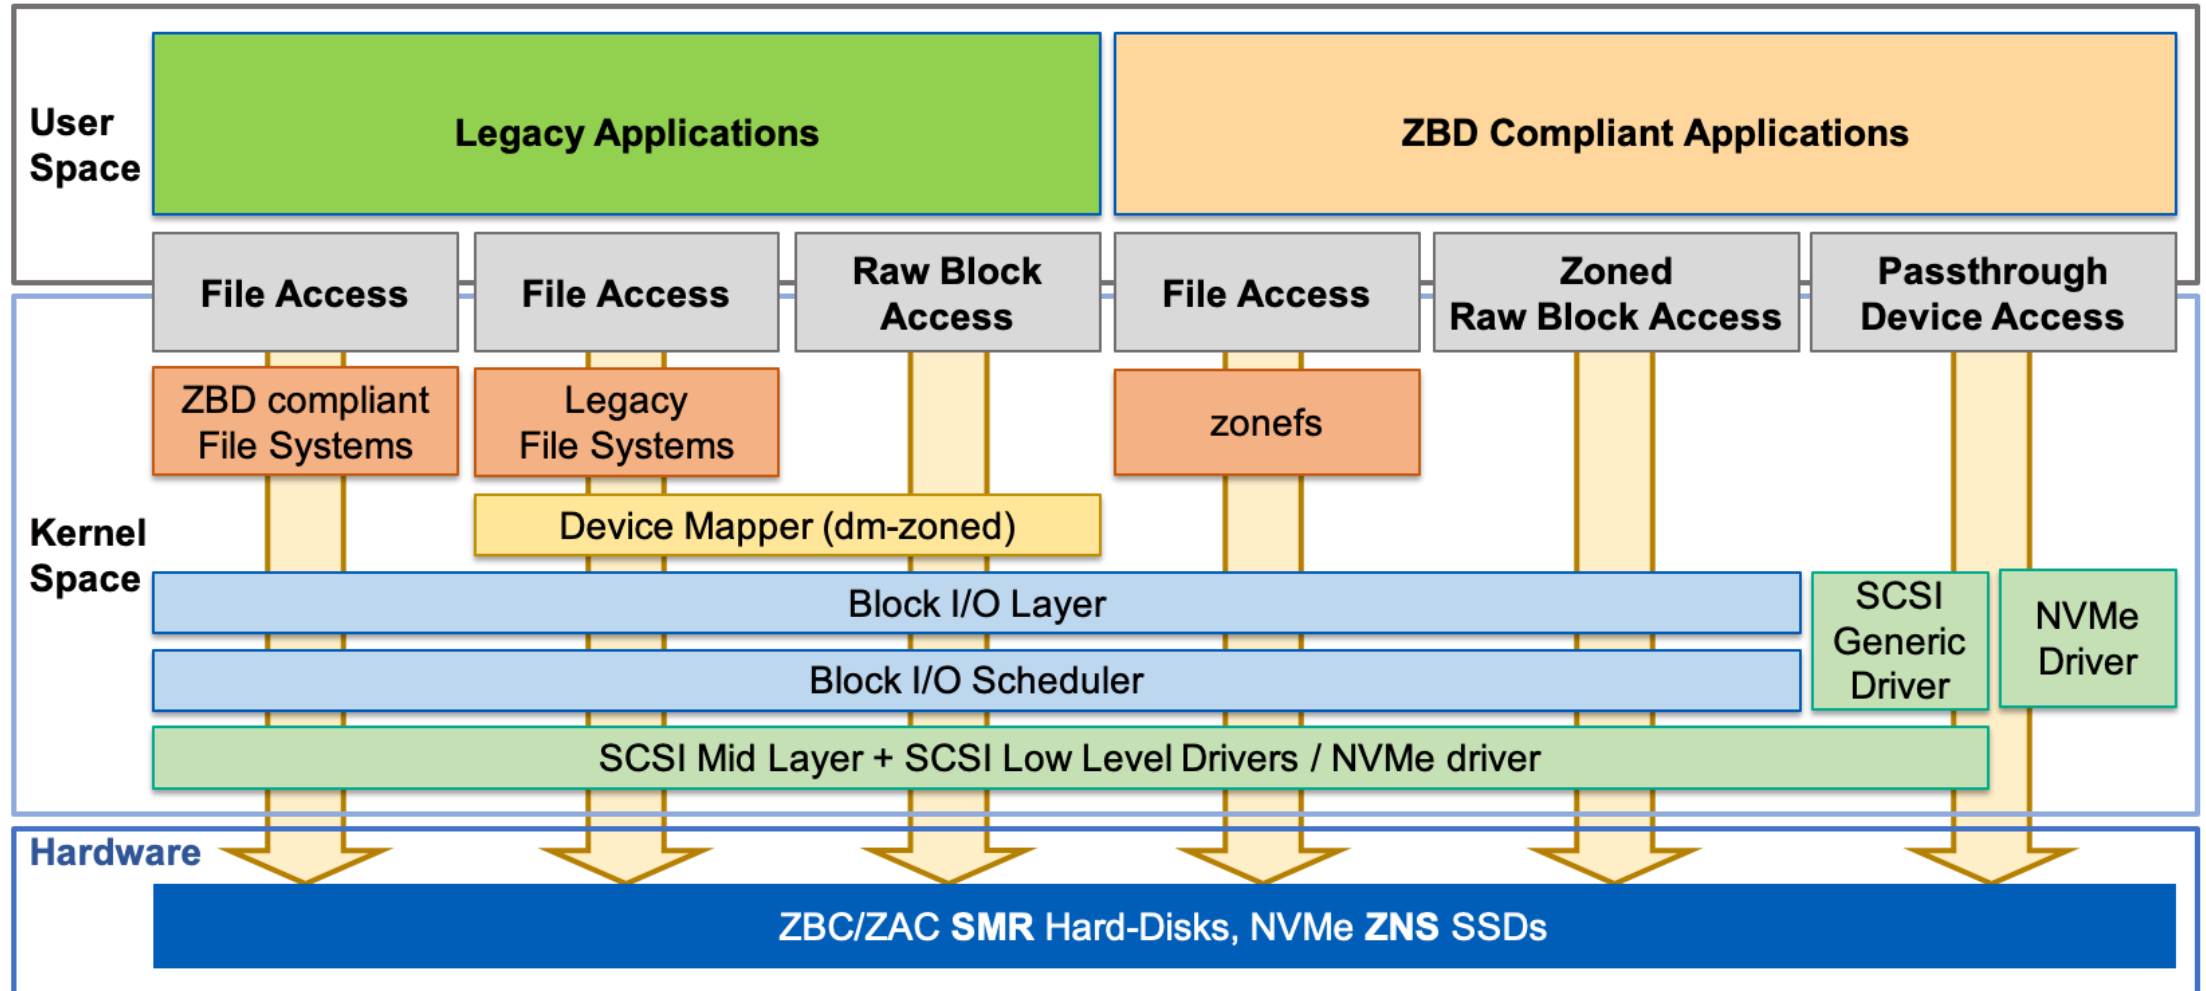 User
Space
Legacy Applications
ZBD Compliant Applications
File Access
File Access
Raw Block
Access
File Access
Zoned
Raw Block Access
Passthrough
Device Access
Kernel
Space
ZBD compliant
File Systems
Legacy
File Systems
zonefs
Device Mapper (dm-zoned)
Block I/O Layer
SCSI
Generic
Driver
NVMe
Driver
Block I/O Scheduler
SCSI Mid Layer + SCSI Low Level Drivers / NVMe driver
Hardware
ZBC/ZAC SMR Hard-Disks, NVMe ZNS SSDs